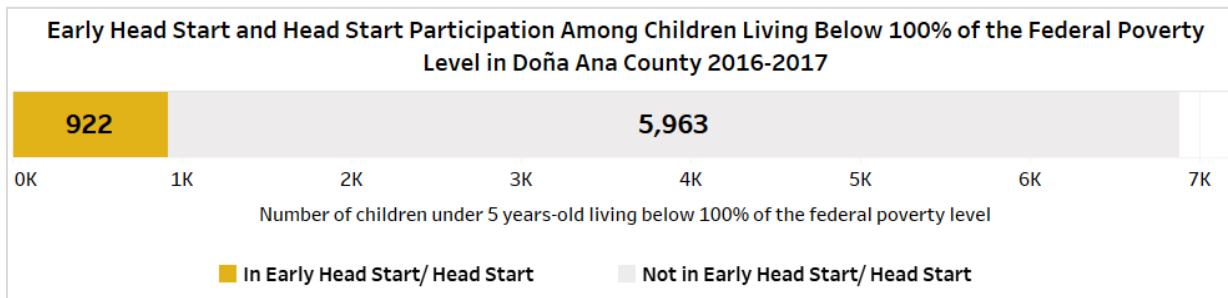 Early Head Start and Head Start Participation Among Children Living Below 100% of the Federal Poverty
Level in Doña Ana County 2016-2017
922 5,963
0K 1K 2K 3K 4K 5K 6K 7K
Number of children under 5 years-old living below 100% of the federal poverty level
In Early Head Start/ Head Start Not in Early Head Start/ Head Start